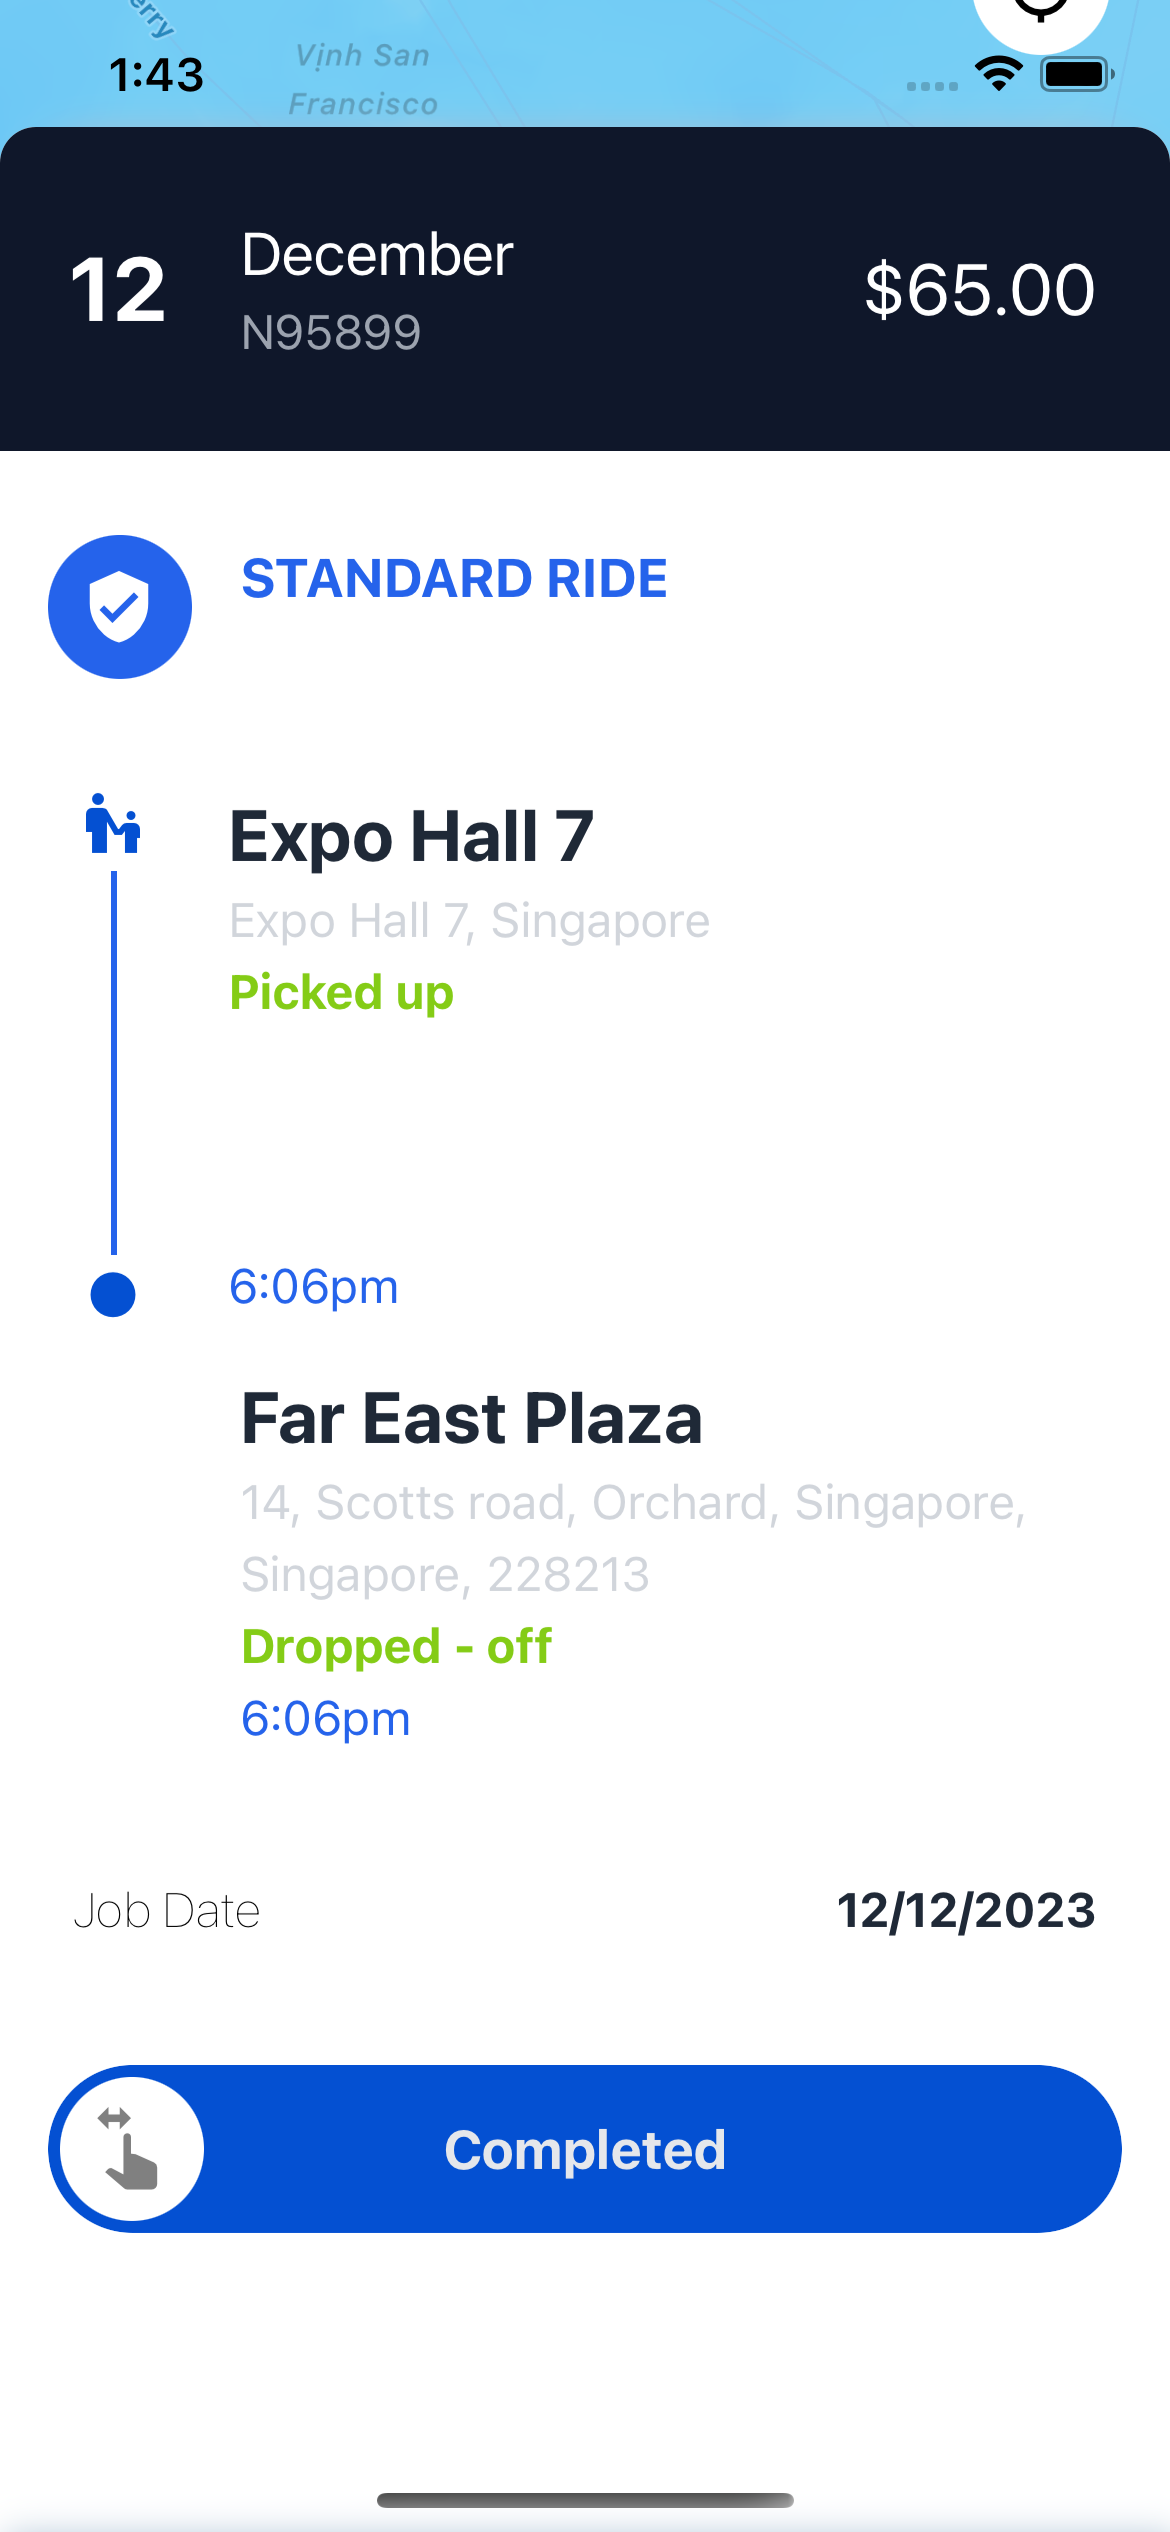 Vịnh San
Francisco
1:43
12
December
N95899
$65.00
STANDARD RIDE
Expo Hall 7
Expo Hall 7, Singapore
Picked up
6:06pm
Far East Plaza
14, Scotts road, Orchard, Singapore,
Singapore, 228213
Dropped - off
6:06pm
Job Date
12/12/2023
Completed